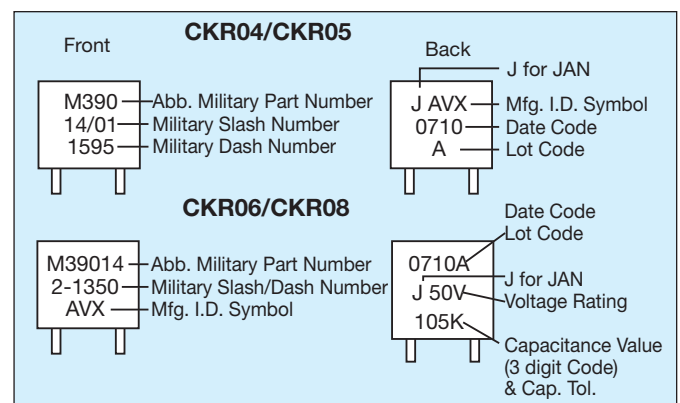 CKR04/CKR05
Front
M390
14/01
1595
Abb. Military Part Number
Military Slash Number
Military Dash Number
Back
J for JAN
J AVX
0710
A
Mfg. I.D. Symbol
Date Code
Lot Code
CKR06/CKR08
M39014
2-1350
AVX
Abb. Military Part Number
Military Slash/Dash Number
Mfg. I.D. Symbol
Date Code
Lot Code
0710A
J 50V
105K
J for JAN
Voltage Rating
Capacitance Value
(3 digit Code)
& Cap. Tol.